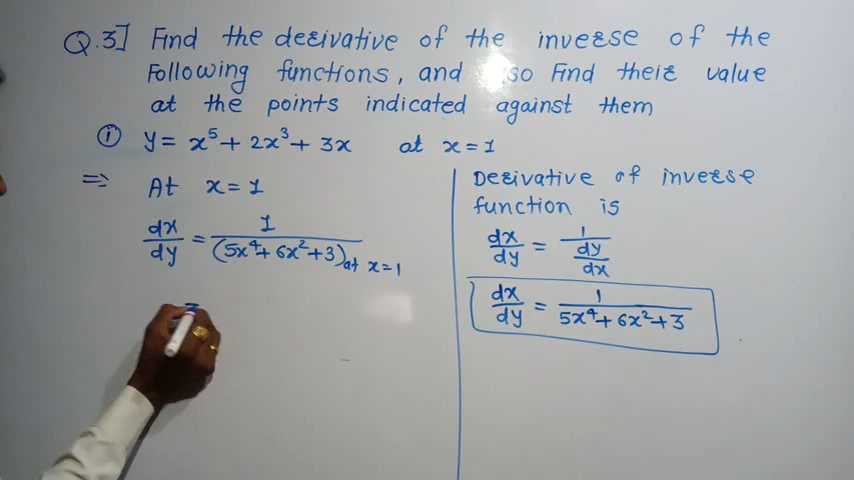 Q.3] Find the derivative of the inverse of the
Following functions, and so Find their value
at the points indicated against them
(i) y = x⁵ + 2x³ + 3x at x = 1
⇒ At x = 1
dx/dy = 1/(5x⁴ + 6x² + 3) at x = 1
Derivative of inverse
function is
dx/dy = 1/(dy/dx)
dx/dy = 1/(5x⁴ + 6x² + 3)